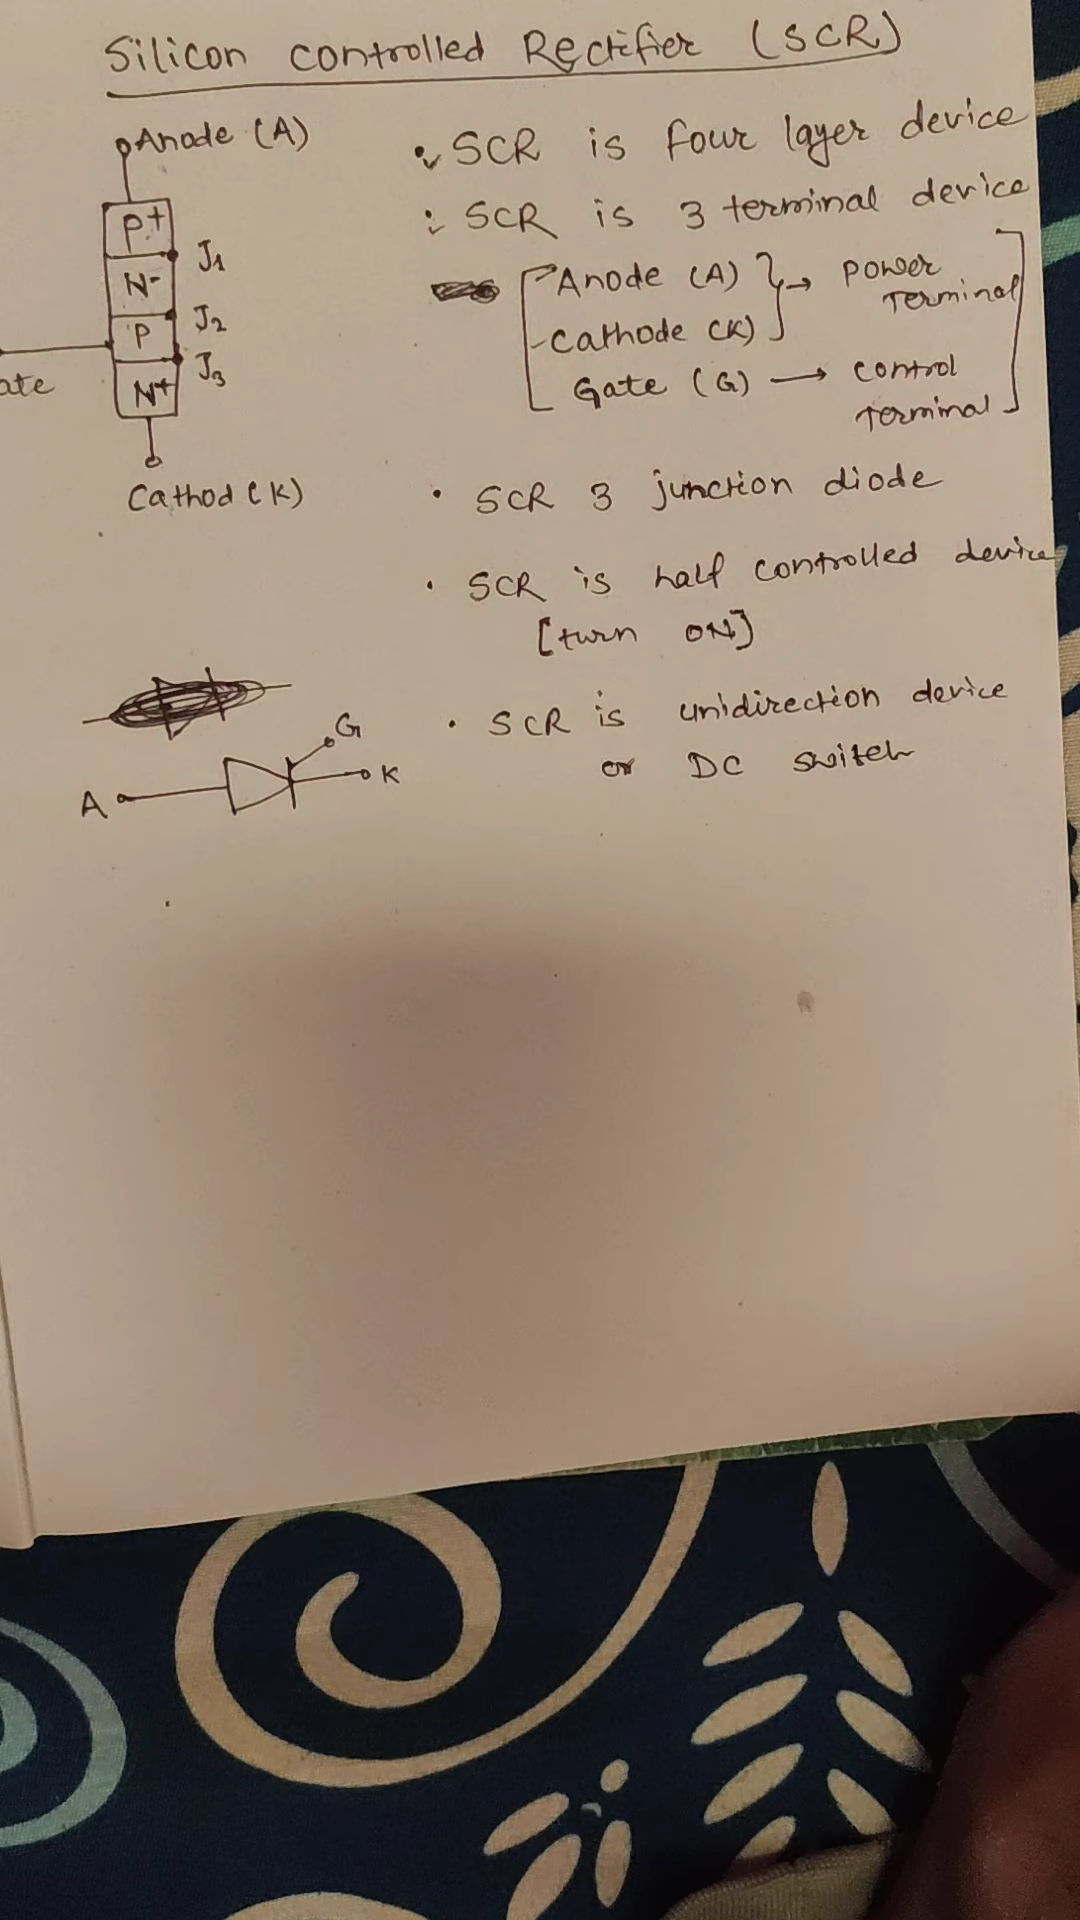 Silicon controlled Rectifier (SCR)
Anode (A)
P+
J1
N-
J2
P
J3
N+
ate
Cathod (K)
SCR is four layer device
SCR is 3 terminal device
Anode (A) } → Power Terminal
Cathode (K)
Gate (G) → control terminal
• SCR 3 junction diode
• SCR is half controlled device
[turn ON]
• SCR is unidirection device
or DC switch
G
A
K